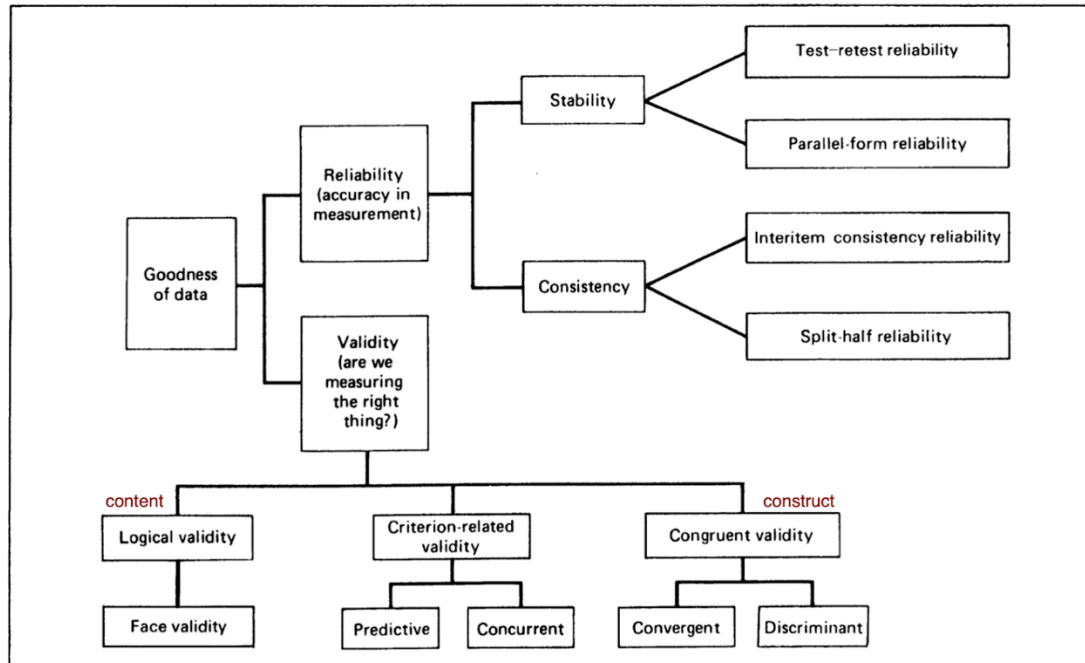 Test-retest reliability
Stability
Parallel-form reliability
Reliability
(accuracy in
measurement)
Interitem consistency reliability
Goodness
of data
Consistency
Split-half reliability
Validity
(are we
measuring
the right
thing?)
content
construct
Logical validity
Criterion-related
validity
Congruent validity
Face validity
Predictive
Concurrent
Convergent
Discriminant